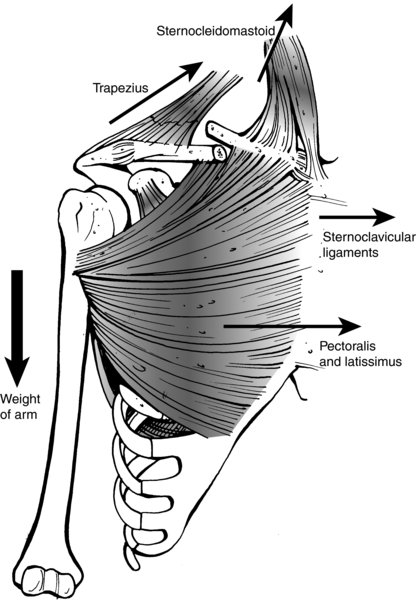 Sternocleidomastoid
Trapezius
Sternoclavicular
ligaments
Pectoralis
and latissimus
Weight
of arm